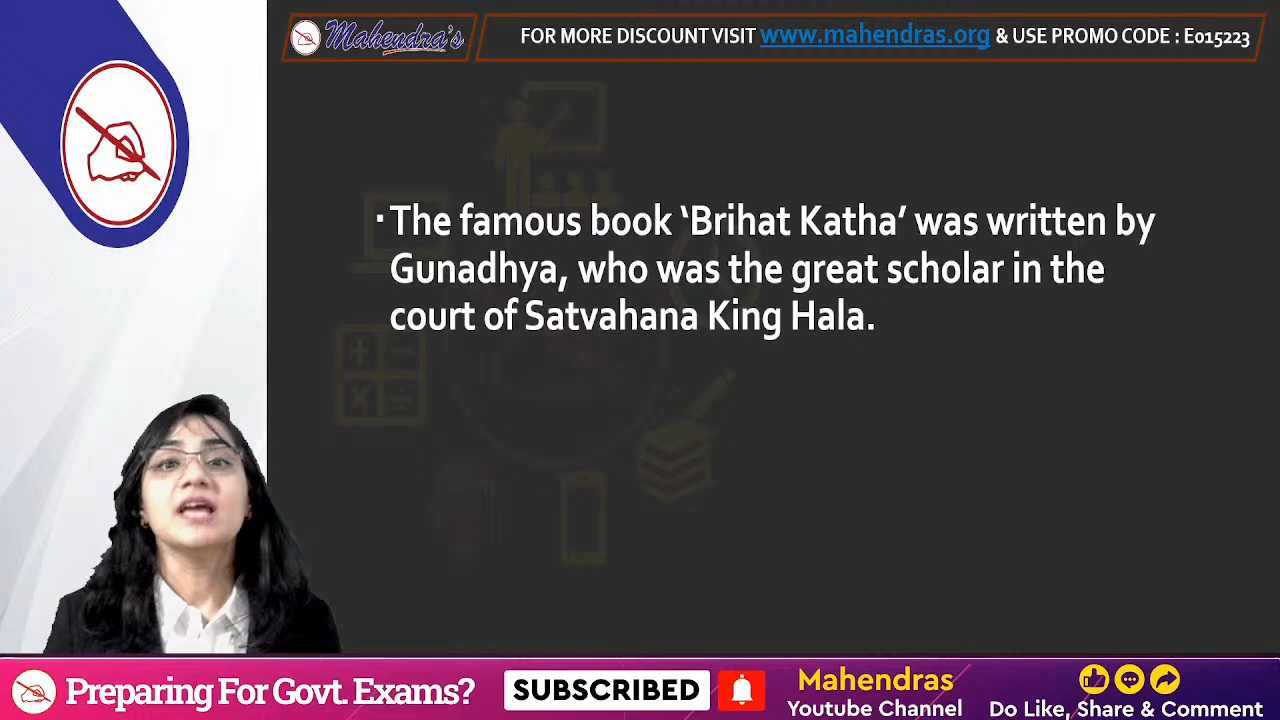 Mahendra's
FOR MORE DISCOUNT VISIT www.mahendras.org & USE PROMO CODE : E015223
▪The famous book ‘Brihat Katha’ was written by
Gunadhya, who was the great scholar in the
court of Satvahana King Hala.
Preparing For Govt. Exams?
SUBSCRIBED
Mahendras
YouTube Channel
Do Like, Share & Comment